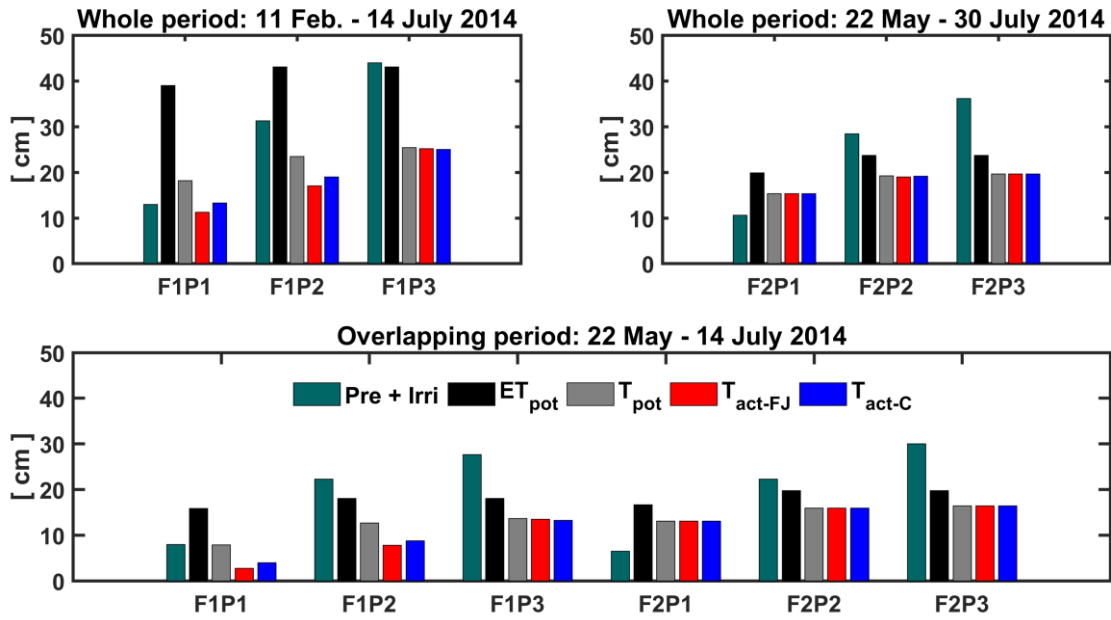 Whole period: 11 Feb. - 14 July 2014
50
40
30
20
10
0
[ cm ]
F1P1 F1P2 F1P3
Whole period: 22 May - 30 July 2014
50
40
30
20
10
0
[ cm ]
F2P1 F2P2 F2P3
Overlapping period: 22 May - 14 July 2014
50
40
30
20
10
0
[ cm ]
Pre + Irri ETpot Tpot Tact-FJ Tact-C
F1P1 F1P2 F1P3 F2P1 F2P2 F2P3